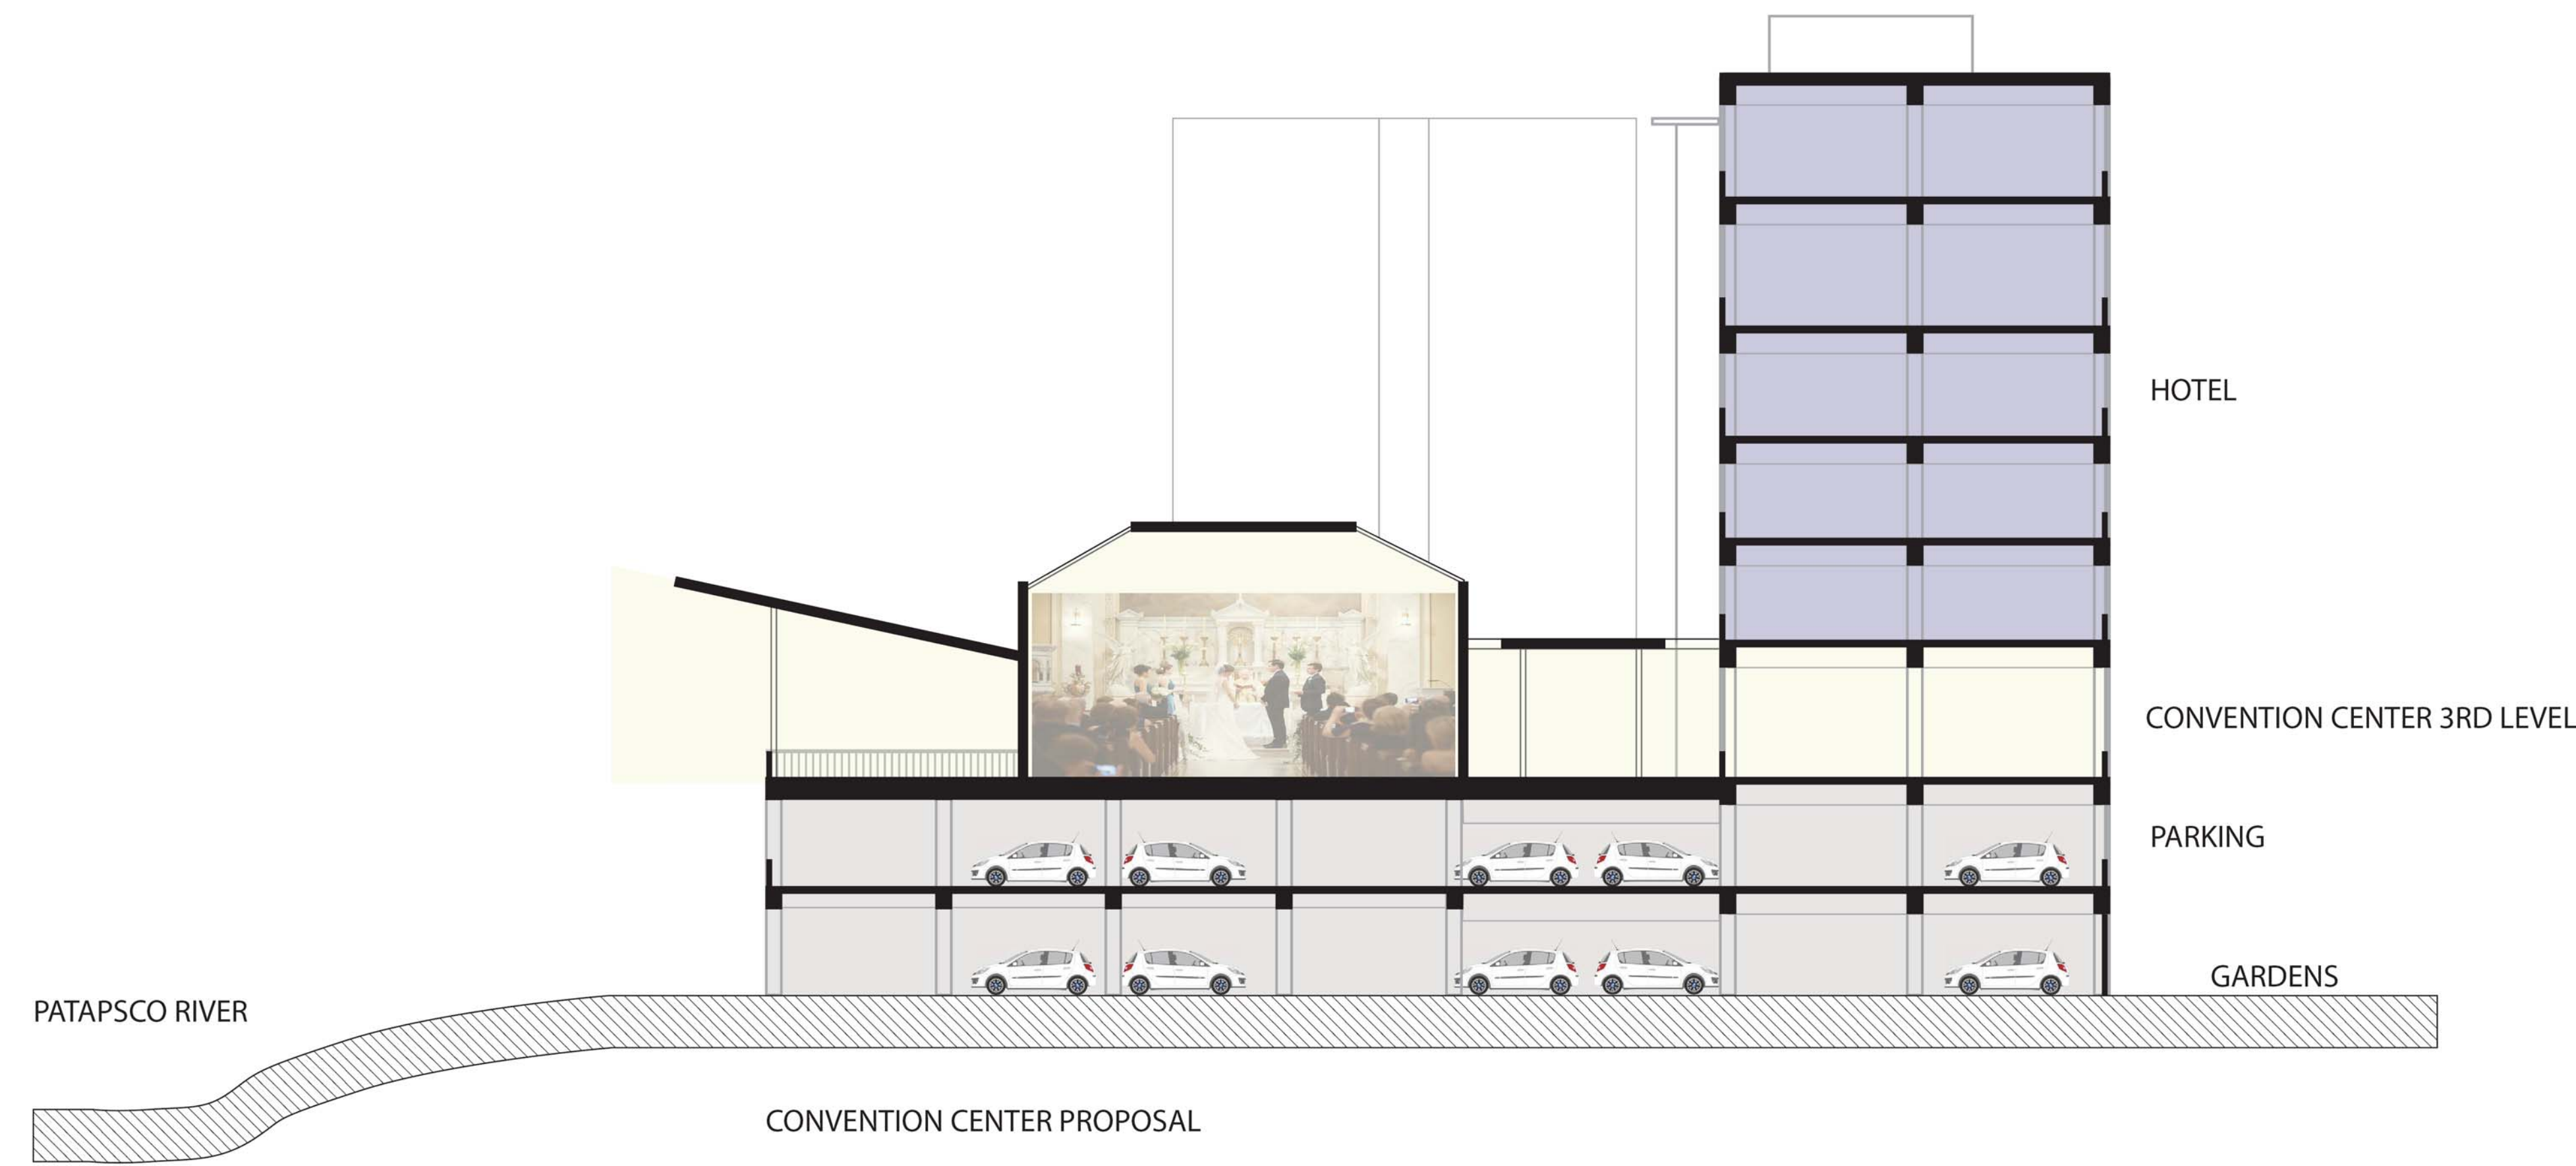 HOTEL
CONVENTION CENTER 3RD LEVEL
PARKING
GARDENS
PATAPSCO RIVER
CONVENTION CENTER PROPOSAL